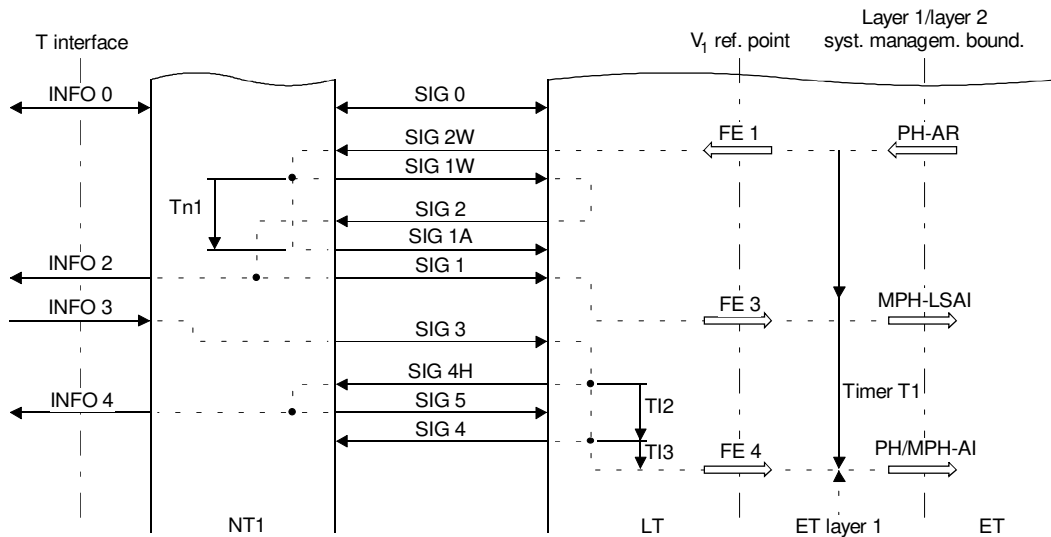 Layer 1/layer 2
T interface
V1 ref. point
syst. managem. bound.
INFO 0
SIG 0
SIG 2W
FE 1
PH-AR
SIG 1W
Tn1
SIG 2
SIG 1A
INFO 2
SIG 1
INFO 3
FE 3
MPH-LSAI
SIG 3
SIG 4H
INFO 4
SIG 5
Tl2
Timer T1
SIG 4
Tl3
FE 4
PH/MPH-AI
NT1
LT
ET layer 1
ET